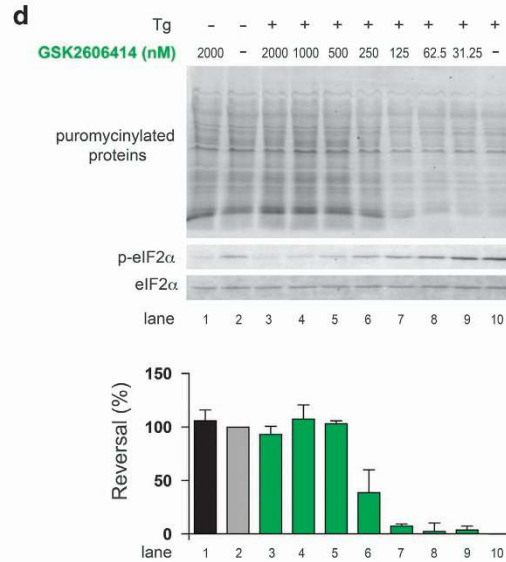 d
Tg – – + + + + + + + +
GSK2606414 (nM) 2000 – 2000 1000 500 250 125 62.5 31.25 –
puromycinylated
proteins
p-eIF2α
eIF2α
lane 1 2 3 4 5 6 7 8 9 10
Reversal (%)
150
100
50
0
lane 1 2 3 4 5 6 7 8 9 10